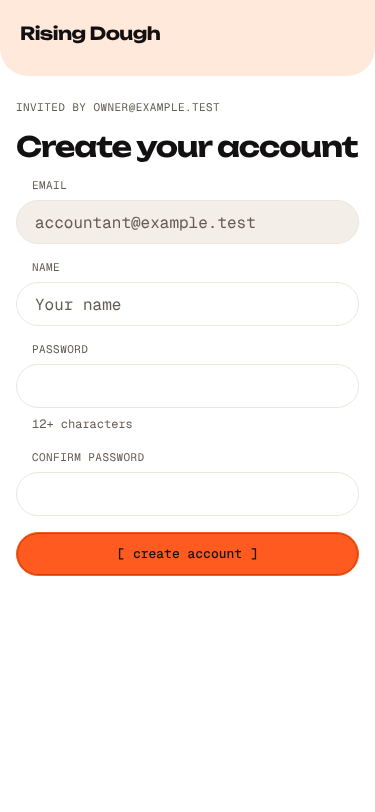 Rising Dough
INVITED BY OWNER@EXAMPLE.TEST
Create your account
EMAIL
accountant@example.test
NAME
Your name
PASSWORD
12+ characters
CONFIRM PASSWORD
[ create account ]